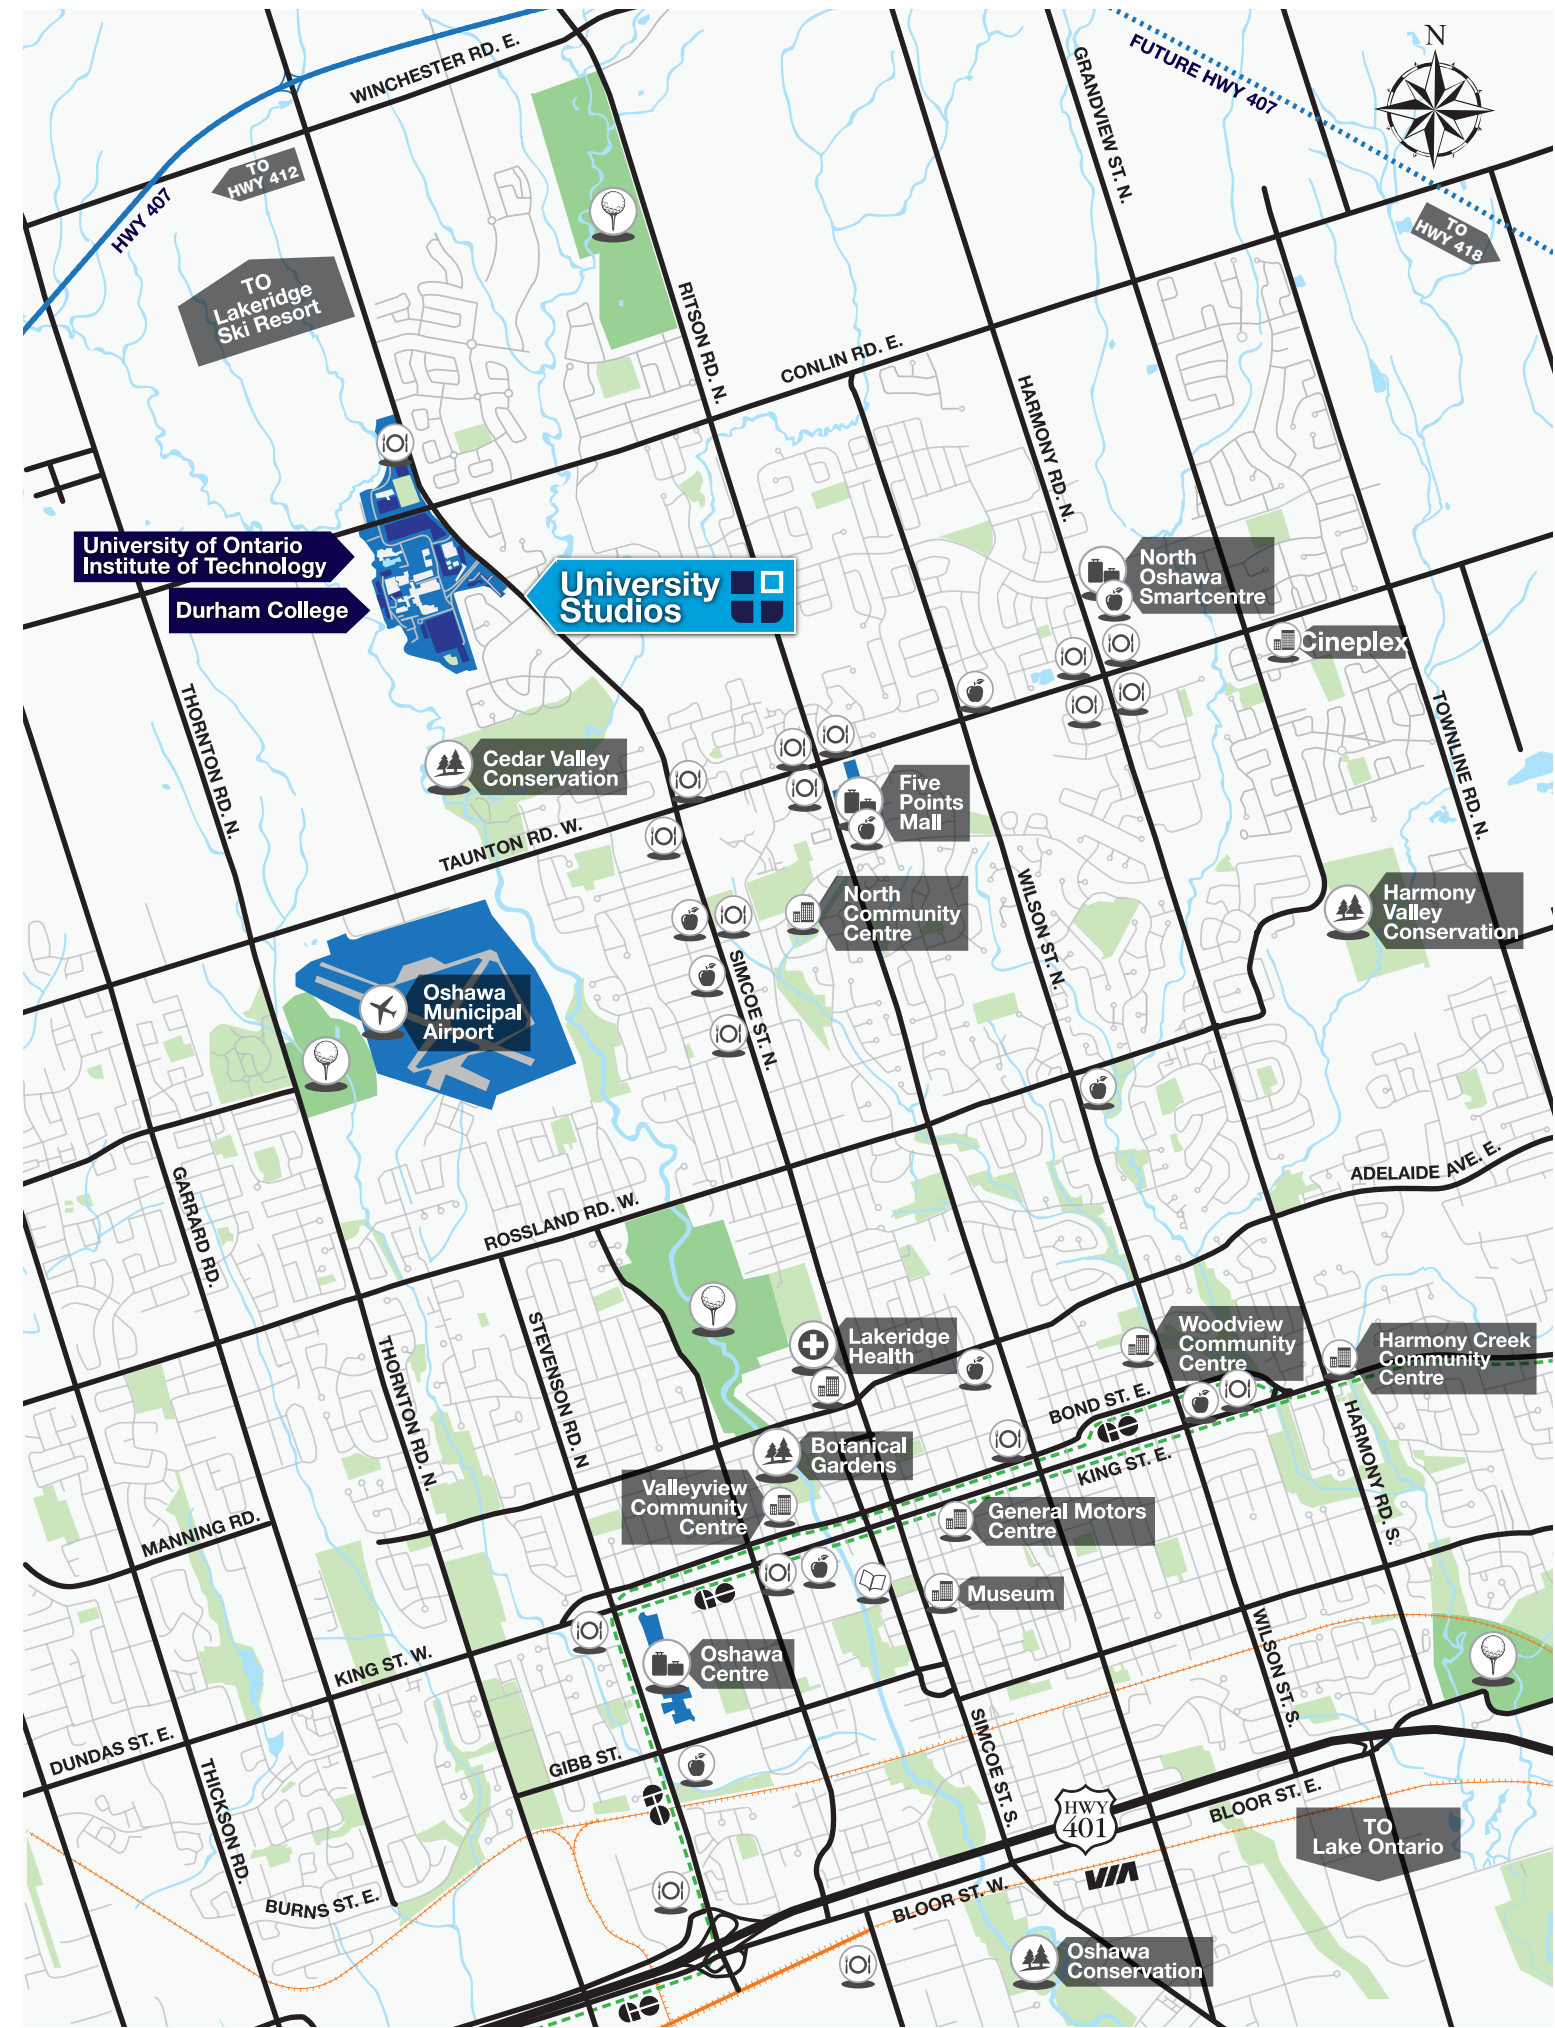 WINCHESTER RD. E.
GRANDVIEW ST. N.
FUTURE HWY 407
N
TO
HWY 412
HWY 407
TO
HWY 418
TO
Lakeridge
Ski Resort
RITSON RD. N.
CONLIN RD. E.
HARMONY RD. N.
University of Ontario
Institute of Technology
Durham College
University
Studios
North
Oshawa
Smartcentre
Cineplex
THORNTON RD. N.
TOWNLINE RD. N.
Cedar Valley
Conservation
Five
Points
Mall
TAUNTON RD. W.
North
Community
Centre
WILSON ST. N.
Harmony
Valley
Conservation
SIMCOE ST. N.
Oshawa
Municipal
Airport
GARRARD RD.
ROSSLAND RD. W.
ADELAIDE AVE. E.
THORNTON RD. N.
STEVENSON RD. N
Lakeridge
Health
Woodview
Community
Centre
Harmony Creek
Community
Centre
BOND ST. E.
KING ST. E.
HARMONY RD. S.
Botanical
Gardens
Valleyview
Community
Centre
General Motors
Centre
MANNING RD.
Museum
KING ST. W.
Oshawa
Centre
WILSON ST. S.
DUNDAS ST. E.
GIBB ST.
THICKSON RD.
SIMCOE ST. S.
HWY
401
BLOOR ST. E.
TO
Lake Ontario
VIA
BURNS ST. E.
BLOOR ST. W.
Oshawa
Conservation